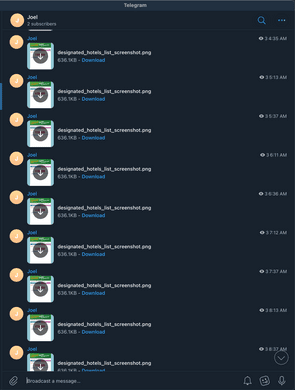 Telegram
Joel
2 subscribers
Joel
3 4:35 AM
designated_hotels_list_screenshot.png
636.1KB - Download
Joel
3 5:13 AM
designated_hotels_list_screenshot.png
636.1KB - Download
Joel
3 5:57 AM
designated_hotels_list_screenshot.png
636.1KB - Download
Joel
3 6:11 AM
designated_hotels_list_screenshot.png
636.1KB - Download
Joel
3 6:38 AM
designated_hotels_list_screenshot.png
636.1KB - Download
Joel
3 7:12 AM
designated_hotels_list_screenshot.png
636.1KB - Download
Joel
3 7:37 AM
designated_hotels_list_screenshot.png
636.1KB - Download
Joel
3 8:13 AM
designated_hotels_list_screenshot.png
636.1KB - Download
Joel
3 8:37 AM
designated_hotels_list_screenshot.png
636.1KB - Download
Broadcast a message...